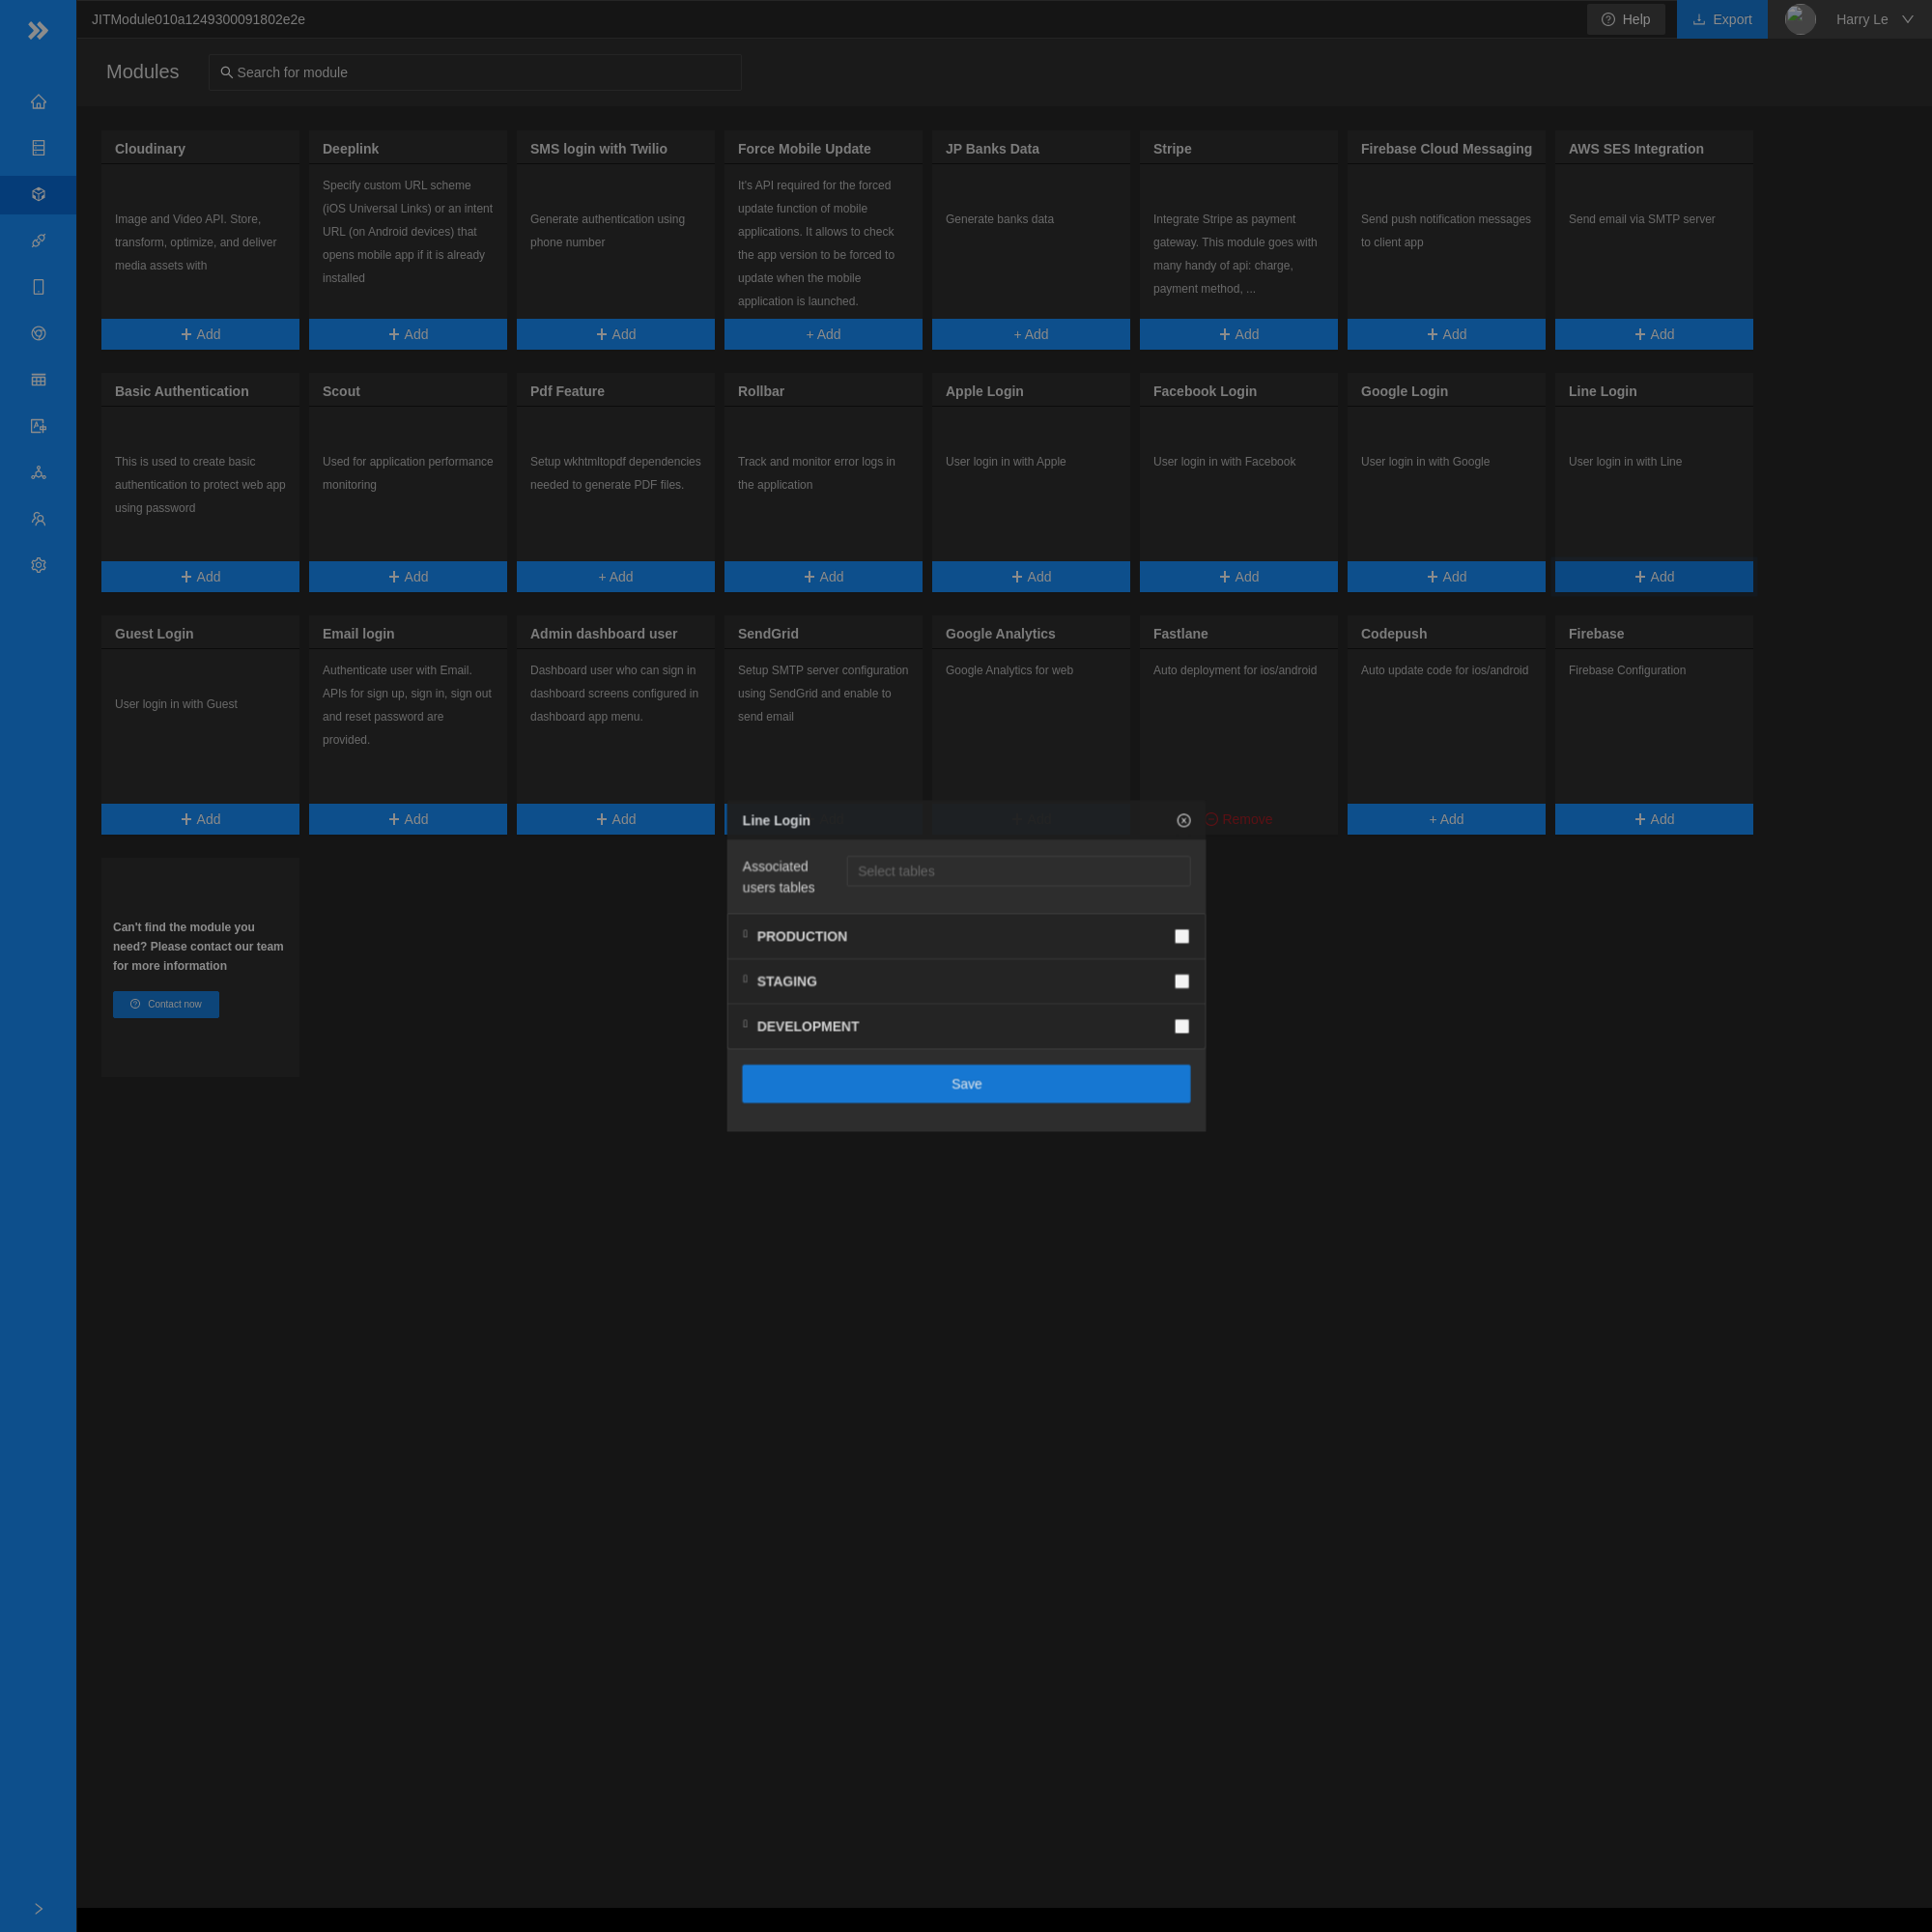 JITModule010a1249300091802e2e
Help
Export
Harry Le
Modules
Search for module
Cloudinary
Image and Video API. Store,
transform, optimize, and deliver
media assets with
Add
Deeplink
Specify custom URL scheme
(iOS Universal Links) or an intent
URL (on Android devices) that
opens mobile app if it is already
installed
Add
SMS login with Twilio
Generate authentication using
phone number
Add
Force Mobile Update
It's API required for the forced
update function of mobile
applications. It allows to check
the app version to be forced to
update when the mobile
application is launched.
+ Add
JP Banks Data
Generate banks data
+ Add
Stripe
Integrate Stripe as payment
gateway. This module goes with
many handy of api: charge,
payment method, ...
Add
Firebase Cloud Messaging
Send push notification messages
to client app
Add
AWS SES Integration
Send email via SMTP server
Add
Basic Authentication
This is used to create basic
authentication to protect web app
using password
Add
Scout
Used for application performance
monitoring
Add
Pdf Feature
Setup wkhtmltopdf dependencies
needed to generate PDF files.
+ Add
Rollbar
Track and monitor error logs in
the application
Add
Apple Login
User login in with Apple
Add
Facebook Login
User login in with Facebook
Add
Google Login
User login in with Google
Add
Line Login
User login in with Line
Add
Guest Login
User login in with Guest
Add
Email login
Authenticate user with Email.
APIs for sign up, sign in, sign out
and reset password are
provided.
Add
Admin dashboard user
Dashboard user who can sign in
dashboard screens configured in
dashboard app menu.
Add
SendGrid
Setup SMTP server configuration
using SendGrid and enable to
send email
Add
Google Analytics
Google Analytics for web
Add
Fastlane
Auto deployment for ios/android
Remove
Codepush
Auto update code for ios/android
+ Add
Firebase
Firebase Configuration
Add
Can't find the module you
need? Please contact our team
for more information
Contact now
Line Login
Associated
users tables
Select tables
PRODUCTION
STAGING
DEVELOPMENT
Save